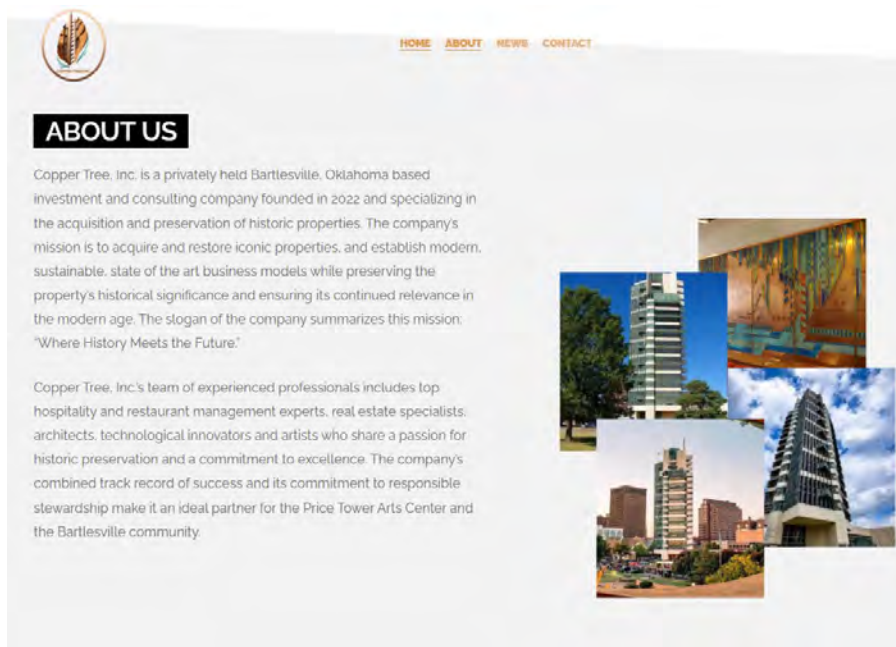 HOME ABOUT NEWS CONTACT
ABOUT US
Copper Tree, Inc. is a privately held Bartlesville, Oklahoma based
investment and consulting company founded in 2022 and specializing in
the acquisition and preservation of historic properties. The company's
mission is to acquire and restore iconic properties, and establish modern,
sustainable, state of the art business models while preserving the
property's historical significance and ensuring its continued relevance in
the modern age. The slogan of the company summarizes this mission:
"Where History Meets the Future."
Copper Tree, Inc.'s team of experienced professionals includes top
hospitality and restaurant management experts, real estate specialists,
architects, technological innovators and artists who share a passion for
historic preservation and a commitment to excellence. The company's
combined track record of success and its commitment to responsible
stewardship make it an ideal partner for the Price Tower Arts Center and
the Bartlesville community.